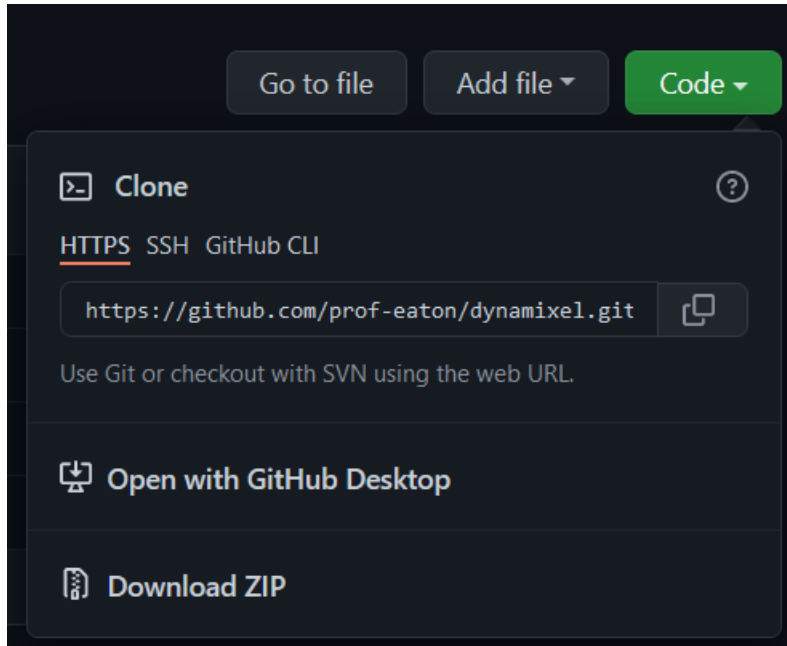 Go to file Add file Code
Clone
HTTPS SSH GitHub CLI
https://github.com/prof-eaton/dynamixel.git
Use Git or checkout with SVN using the web URL.
Open with GitHub Desktop
Download ZIP